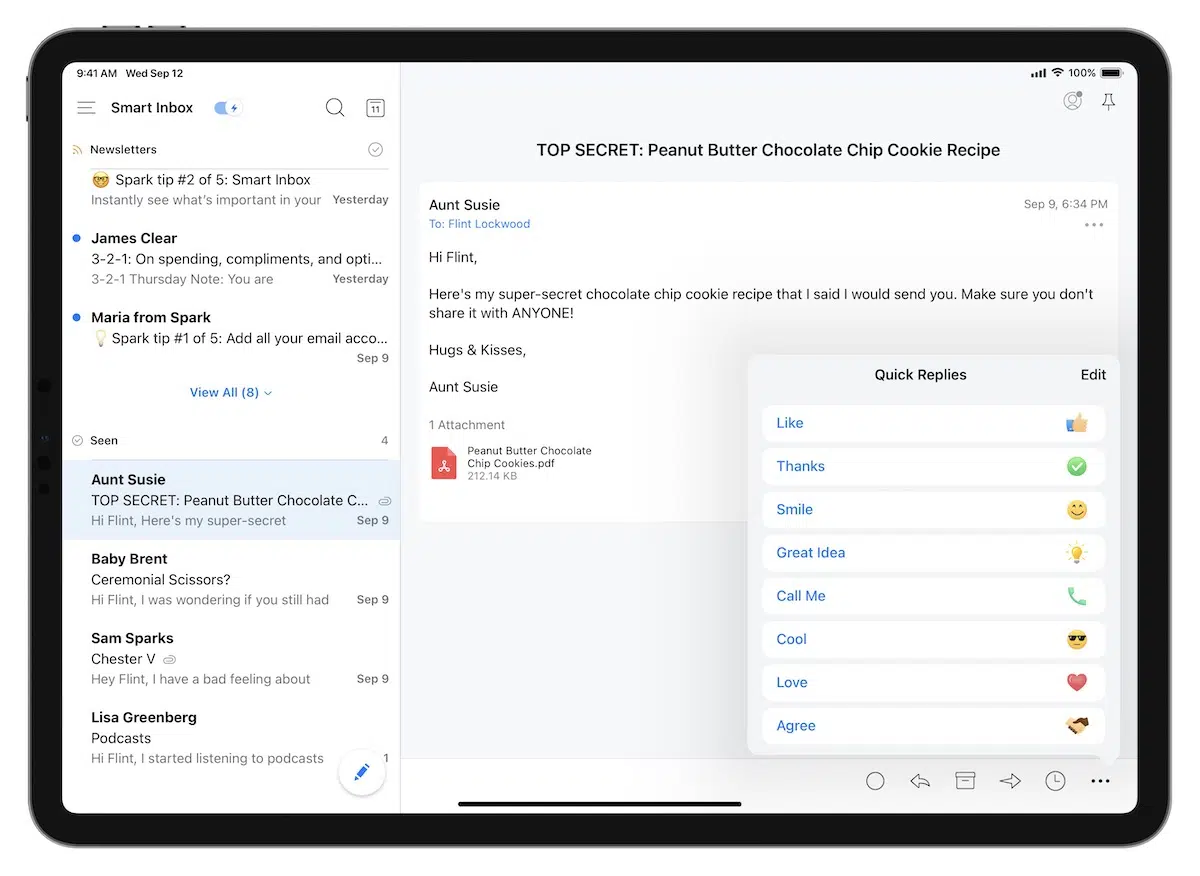 9:41 AM Wed Sep 12
100%
Smart Inbox
11
Newsletters
Spark tip #2 of 5: Smart Inbox
Instantly see what's important in your Yesterday
James Clear
3-2-1: On spending, compliments, and opti...
3-2-1 Thursday Note: You are Yesterday
Maria from Spark
Spark tip #1 of 5: Add all your email acco...
Sep 9
View All (8)
Seen 4
Aunt Susie
TOP SECRET: Peanut Butter Chocolate C...
Hi Flint, Here's my super-secret Sep 9
Baby Brent
Ceremonial Scissors?
Hi Flint, I was wondering if you still had Sep 9
Sam Sparks
Chester V
Hey Flint, I have a bad feeling about Sep 9
Lisa Greenberg
Podcasts
Hi Flint, I started listening to podcasts 1
TOP SECRET: Peanut Butter Chocolate Chip Cookie Recipe
Aunt Susie Sep 9, 6:34 PM
To: Flint Lockwood
Hi Flint,
Here's my super-secret chocolate chip cookie recipe that I said I would send you. Make sure you don't
share it with ANYONE!
Hugs & Kisses,
Aunt Susie
1 Attachment
Peanut Butter Chocolate
Chip Cookies.pdf
212.14 KB
Quick Replies Edit
Like
Thanks
Smile
Great Idea
Call Me
Cool
Love
Agree